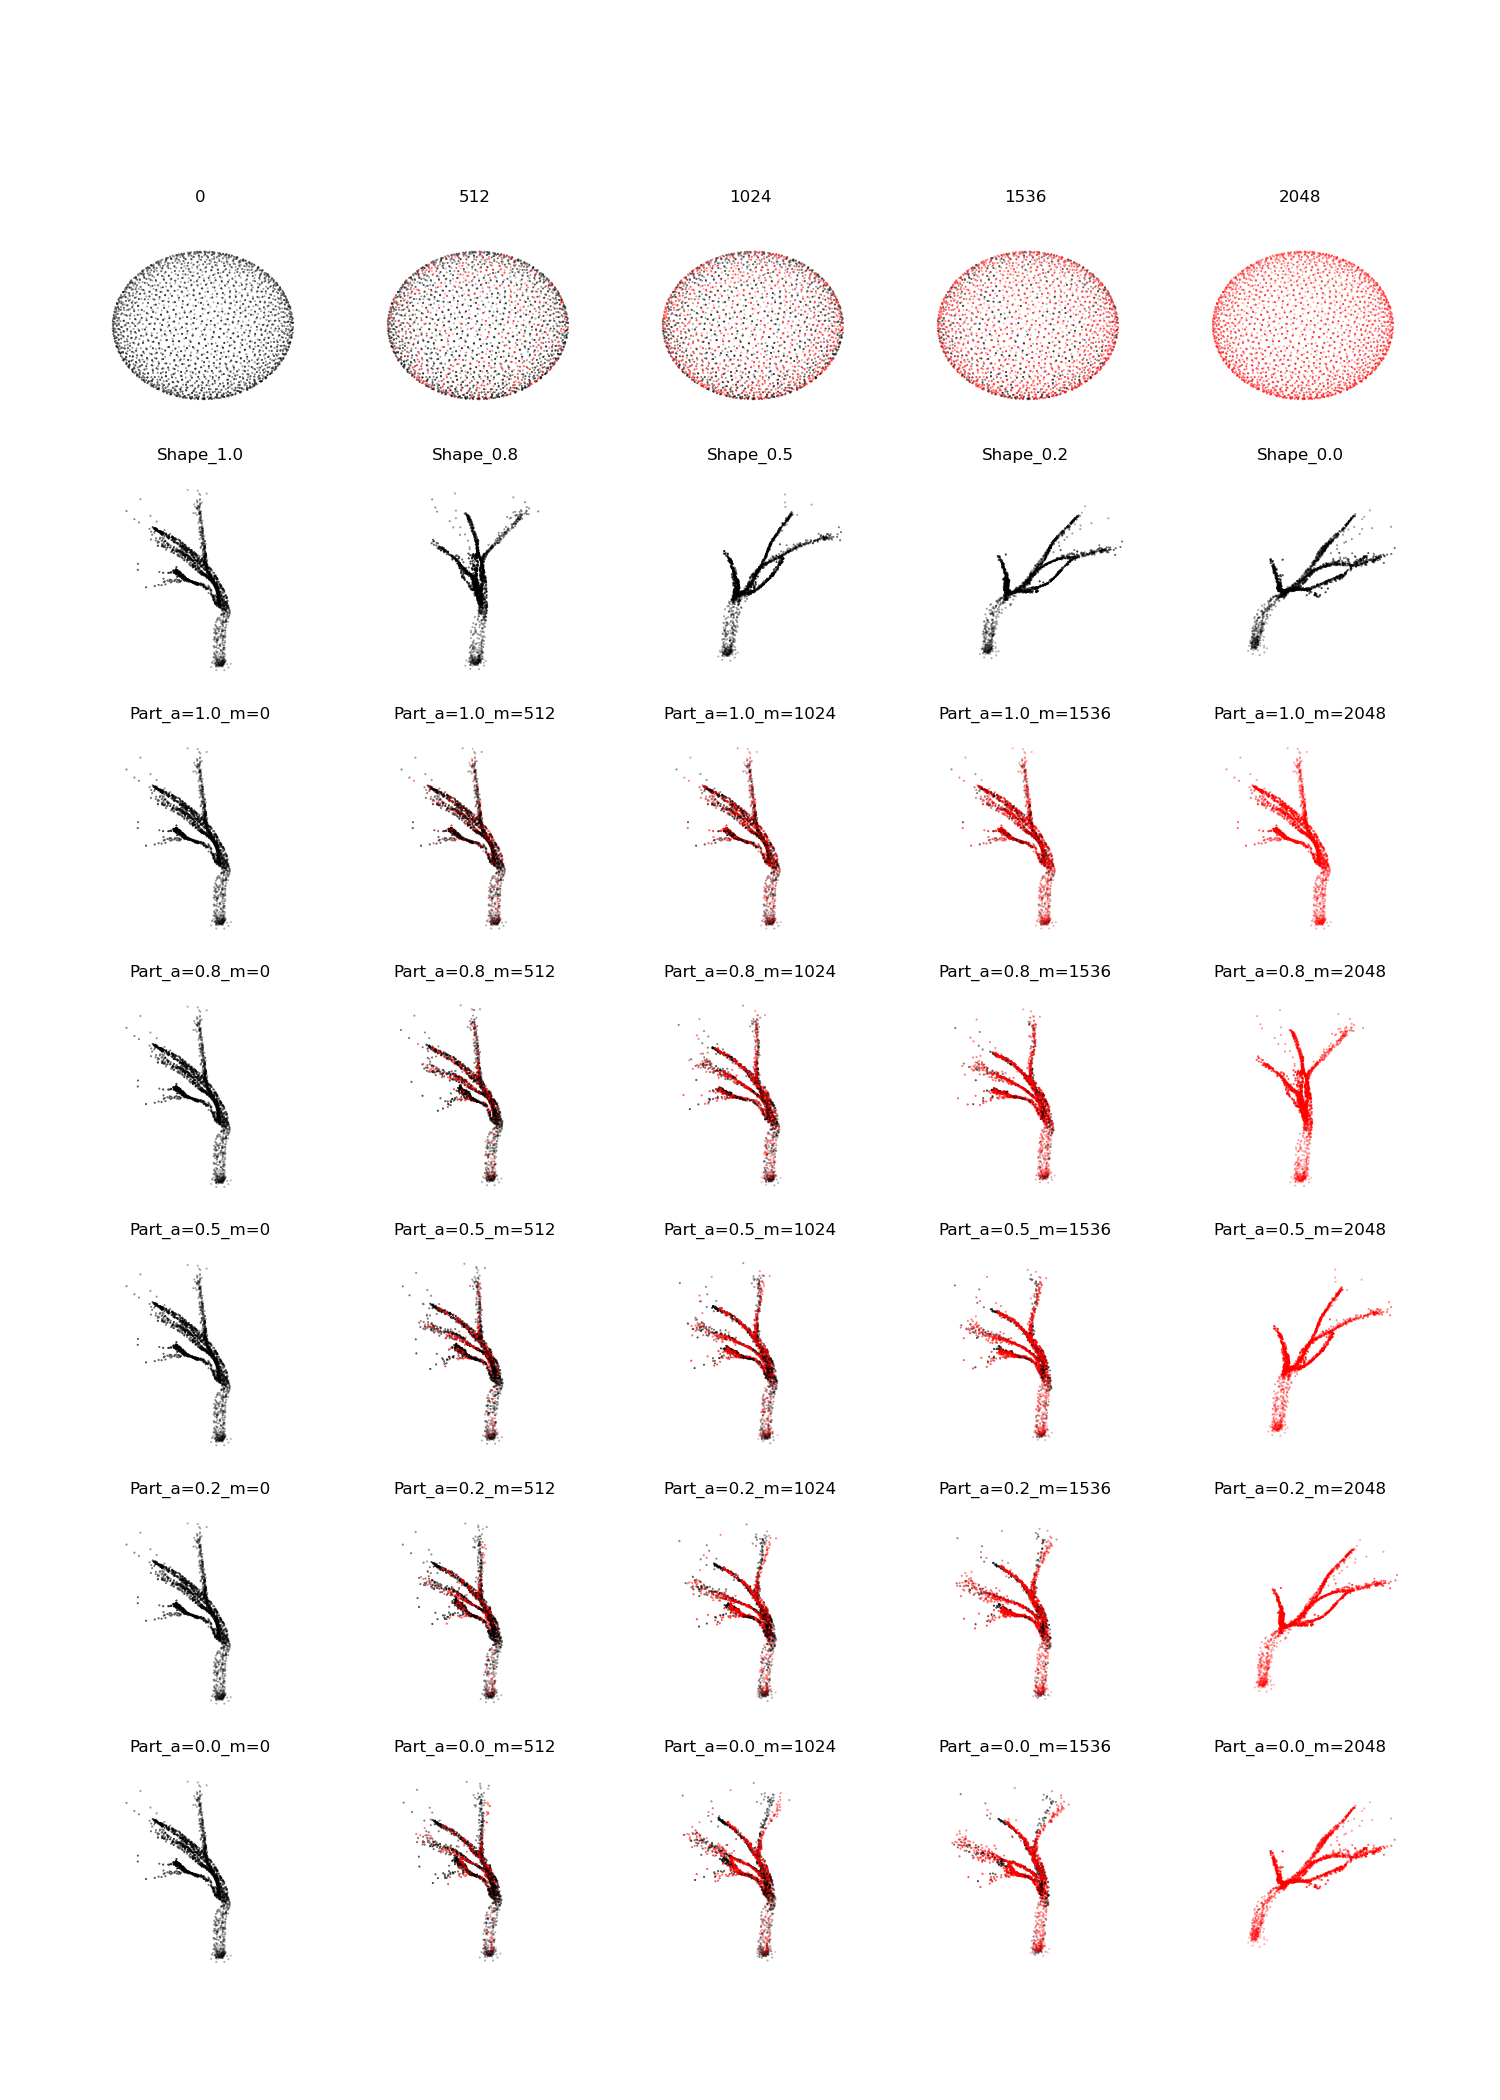 0 512 1024 1536 2048
Shape_1.0 Shape_0.8 Shape_0.5 Shape_0.2 Shape_0.0
Part_a=1.0_m=0 Part_a=1.0_m=512 Part_a=1.0_m=1024 Part_a=1.0_m=1536 Part_a=1.0_m=2048
Part_a=0.8_m=0 Part_a=0.8_m=512 Part_a=0.8_m=1024 Part_a=0.8_m=1536 Part_a=0.8_m=2048
Part_a=0.5_m=0 Part_a=0.5_m=512 Part_a=0.5_m=1024 Part_a=0.5_m=1536 Part_a=0.5_m=2048
Part_a=0.2_m=0 Part_a=0.2_m=512 Part_a=0.2_m=1024 Part_a=0.2_m=1536 Part_a=0.2_m=2048
Part_a=0.0_m=0 Part_a=0.0_m=512 Part_a=0.0_m=1024 Part_a=0.0_m=1536 Part_a=0.0_m=2048